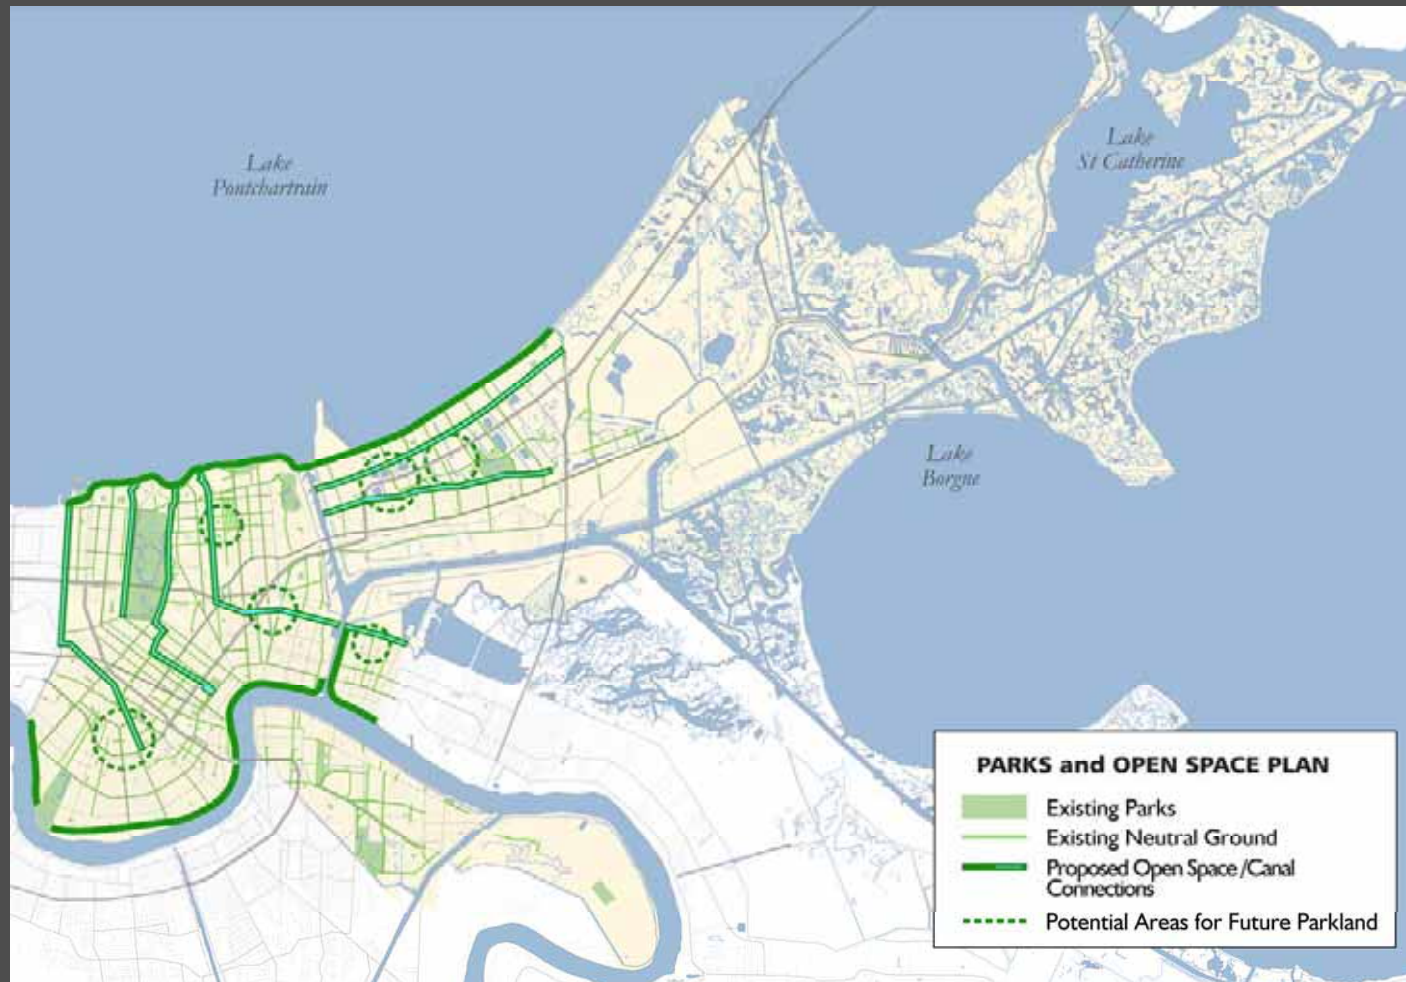 Lake
Pontchartrain
Lake
St Catherine
Lake
Borgne
PARKS and OPEN SPACE PLAN
Existing Parks
Existing Neutral Ground
Proposed Open Space/Canal
Connections
Potential Areas for Future Parkland